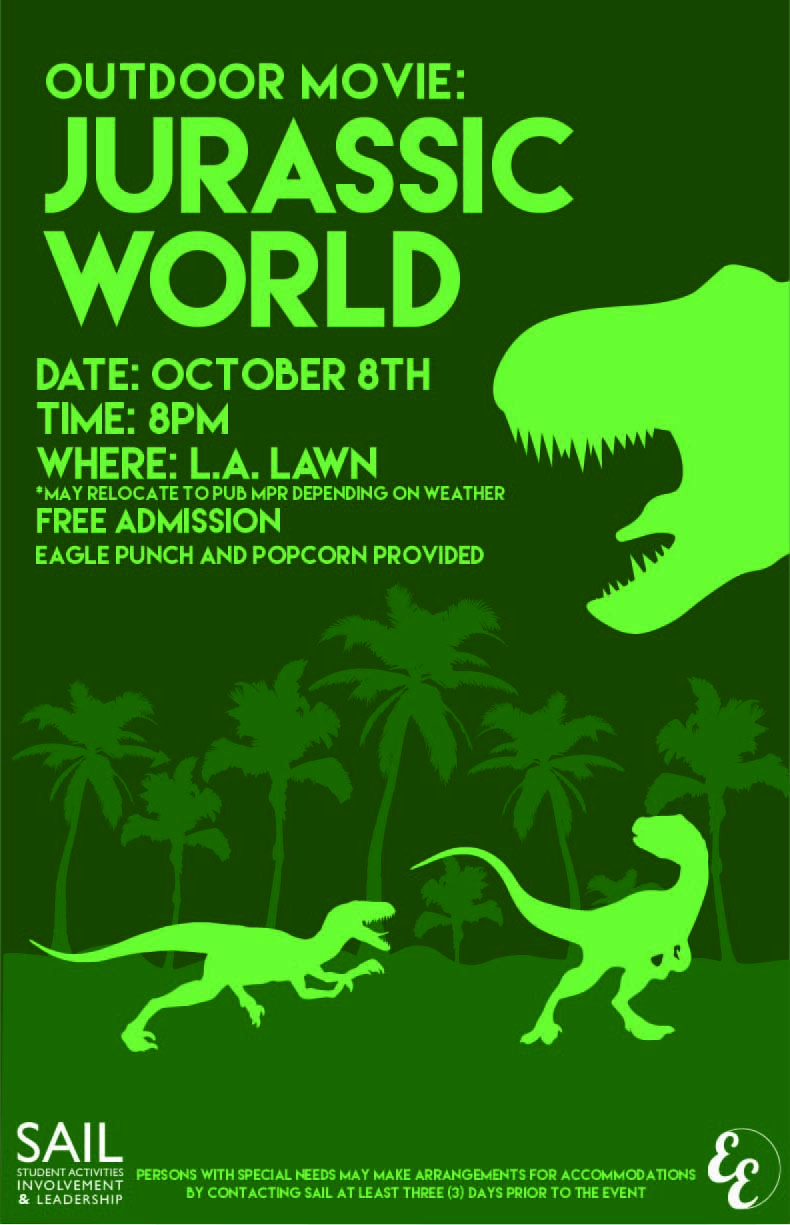 OUTDOOR MOVIE:
JURASSIC
WORLD
DATE: OCTOBER 8TH
TIME: 8PM
WHERE: L.A. LAWN
*MAY RELOCATE TO PUB MPR DEPENDING ON WEATHER
FREE ADMISSION
EAGLE PUNCH AND POPCORN PROVIDED
SAIL
STUDENT ACTIVITIES
INVOLVEMENT
& LEADERSHIP
PERSONS WITH SPECIAL NEEDS MAY MAKE ARRANGEMENTS FOR ACCOMMODATIONS
BY CONTACTING SAIL AT LEAST THREE (3) DAYS PRIOR TO THE EVENT
EE